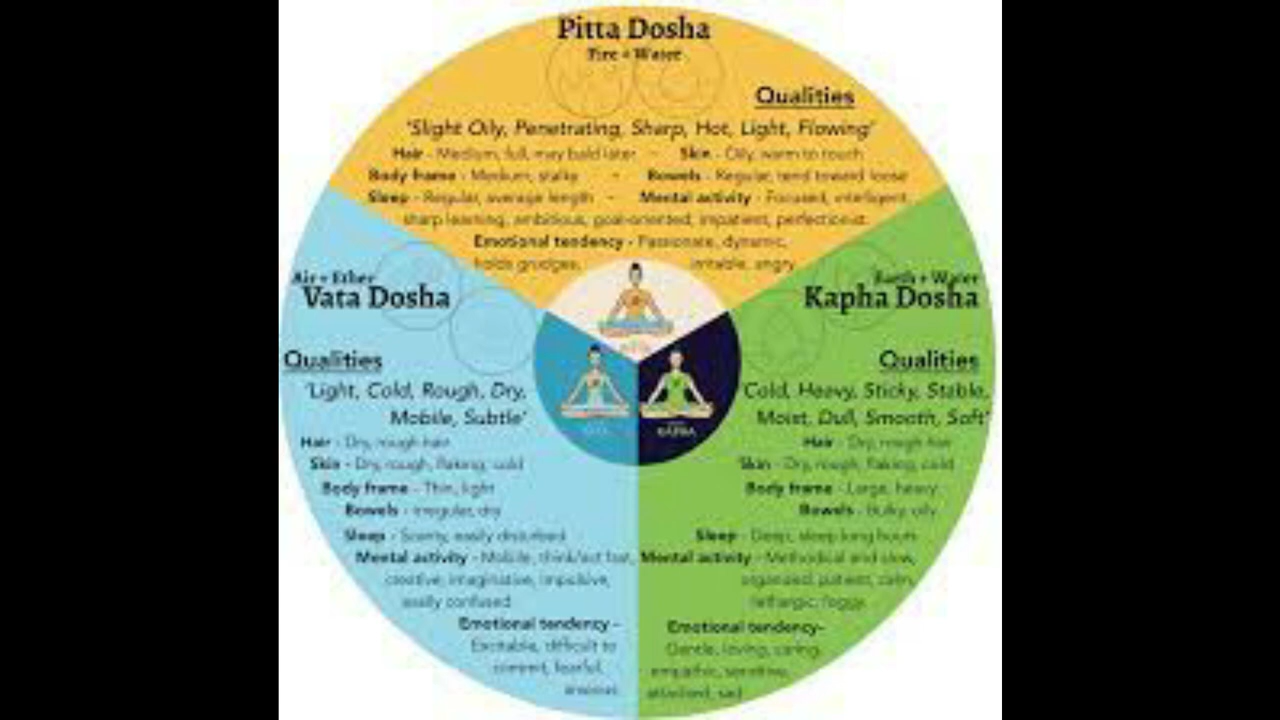 Pitta Dosha
Fire + Water
Qualities
'Slight Oily, Penetrating, Sharp, Hot, Light, Flowing'
Hair - Medium, full, may bald later - Skin - Oily, warm to touch
Body frame - Medium, stalky - Bowels - Regular, tend toward loose
Sleep - Regular, average length - Mental activity - Focused, intelligent,
sharp learning, ambitious, goal-oriented, impatient, perfectionist.
Emotional tendency - Passionate, dynamic,
holds grudges, irritable, angry
Air + Ether
Vata Dosha
Qualities
'Light, Cold, Rough, Dry,
Mobile, Subtle'
Hair - Dry, rough hair
Skin - Dry, rough, flaking, cold
Body frame - Thin, light
Bowels - Irregular, dry
Sleep - Scanty, easily disturbed
Mental activity - Mobile, think/act fast,
creative, imaginative, impulsive,
easily confused
Emotional tendency -
Excitable, difficult to
commit, fearful,
anxious
Earth + Water
Kapha Dosha
Qualities
'Cold, Heavy, Sticky, Stable,
Moist, Dull, Smooth, Soft'
Hair - Dry, rough hair
Skin - Dry, rough, flaking, cold
Body frame - Large, heavy
Bowels - Bulky, oily
Sleep - Deep, sleep long hours
Mental activity - Methodical and slow,
organized, patient, calm,
lethargic, foggy
Emotional tendency-
Gentle, loving, caring,
empathic, sensitive,
attached, sad
KAPHA